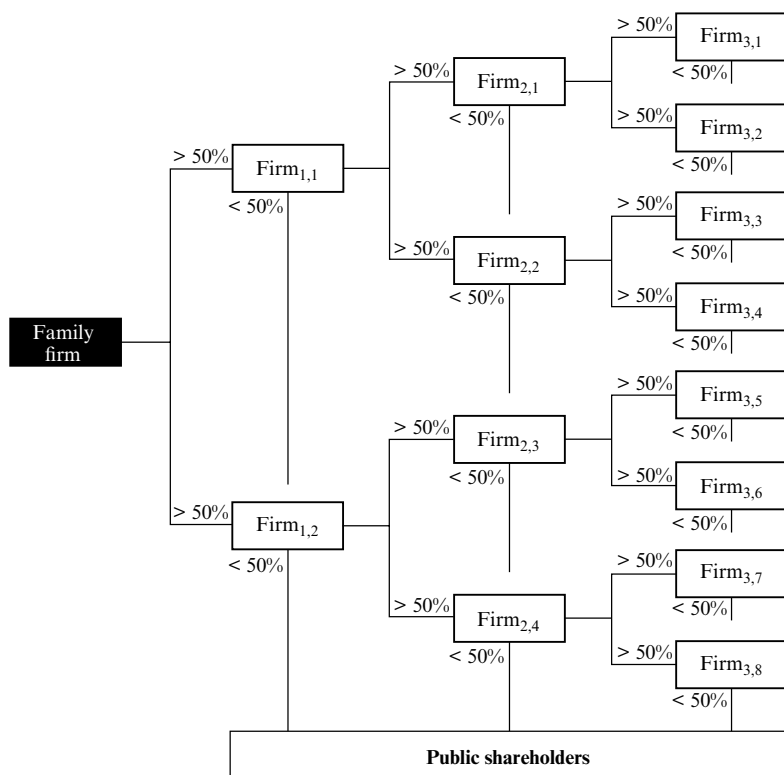 > 50%
Firm3,1
< 50%
> 50%
Firm2,1
< 50%
> 50%
Firm3,2
< 50%
> 50%
Firm1,1
< 50%
> 50%
Firm3,3
< 50%
> 50%
Firm2,2
< 50%
> 50%
Firm3,4
< 50%
Family
firm
> 50%
Firm3,5
< 50%
> 50%
Firm2,3
< 50%
> 50%
Firm3,6
< 50%
> 50%
Firm1,2
< 50%
> 50%
Firm3,7
< 50%
> 50%
Firm2,4
< 50%
> 50%
Firm3,8
< 50%
Public shareholders